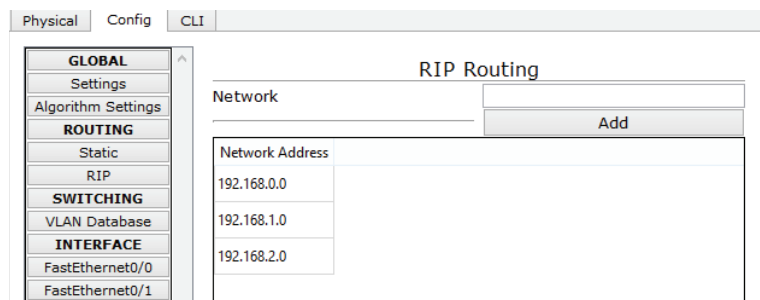 Physical Config CLI
GLOBAL
Settings
Algorithm Settings
ROUTING
Static
RIP
SWITCHING
VLAN Database
INTERFACE
FastEthernet0/0
FastEthernet0/1
RIP Routing
Network
Add
Network Address
192.168.0.0
192.168.1.0
192.168.2.0